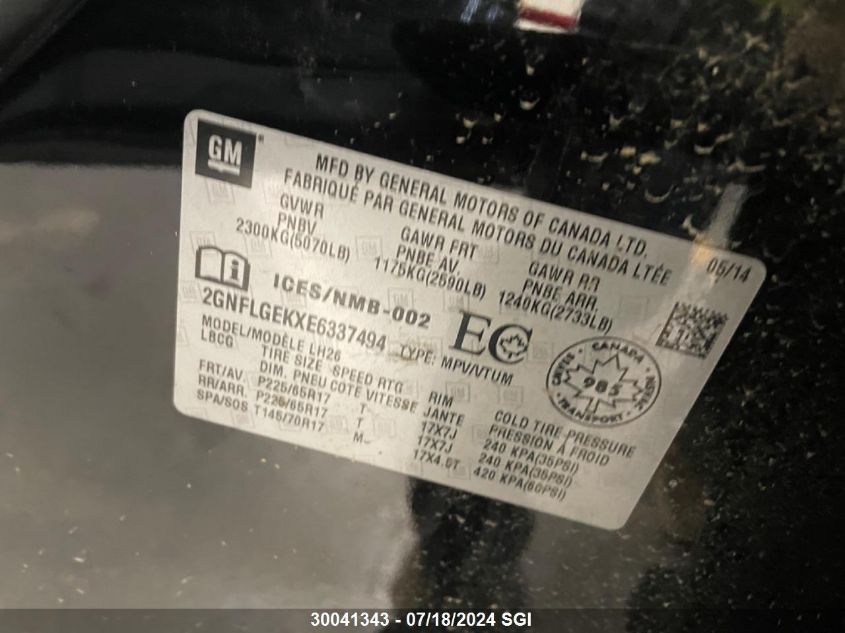 GM
MFD BY GENERAL MOTORS OF CANADA LTD.
FABRIQUÉ PAR GENERAL MOTORS DU CANADA LTÉE
GVWR GAWR FRT GAWR RR 05/14
PNBV PNBE AV. PNBE ARR.
2300KG(5070LB) 1175KG(2590LB) 1240KG(2733LB)
ICES/NMB-002
EC
2GNFLGEKXE6337494 TYPE: MPV/VTUM
MODEL/MODÈLE LH26
LBCG
CANADA
985
TRANSPORT
TIRE SIZE SPEED RTG RIM COLD TIRE PRESSURE
DIM. PNEU COTE VITESSE JANTE PRESSION À FROID
FRT/AV. P225/65R17 T 17X7J 240 KPA(35PSI)
RR/ARR. P225/65R17 T 17X7J 240 KPA(35PSI)
SPA/SOS T145/70R17 M 17X4.5T 420 KPA(60PSI)
30041343 - 07/18/2024 SGI